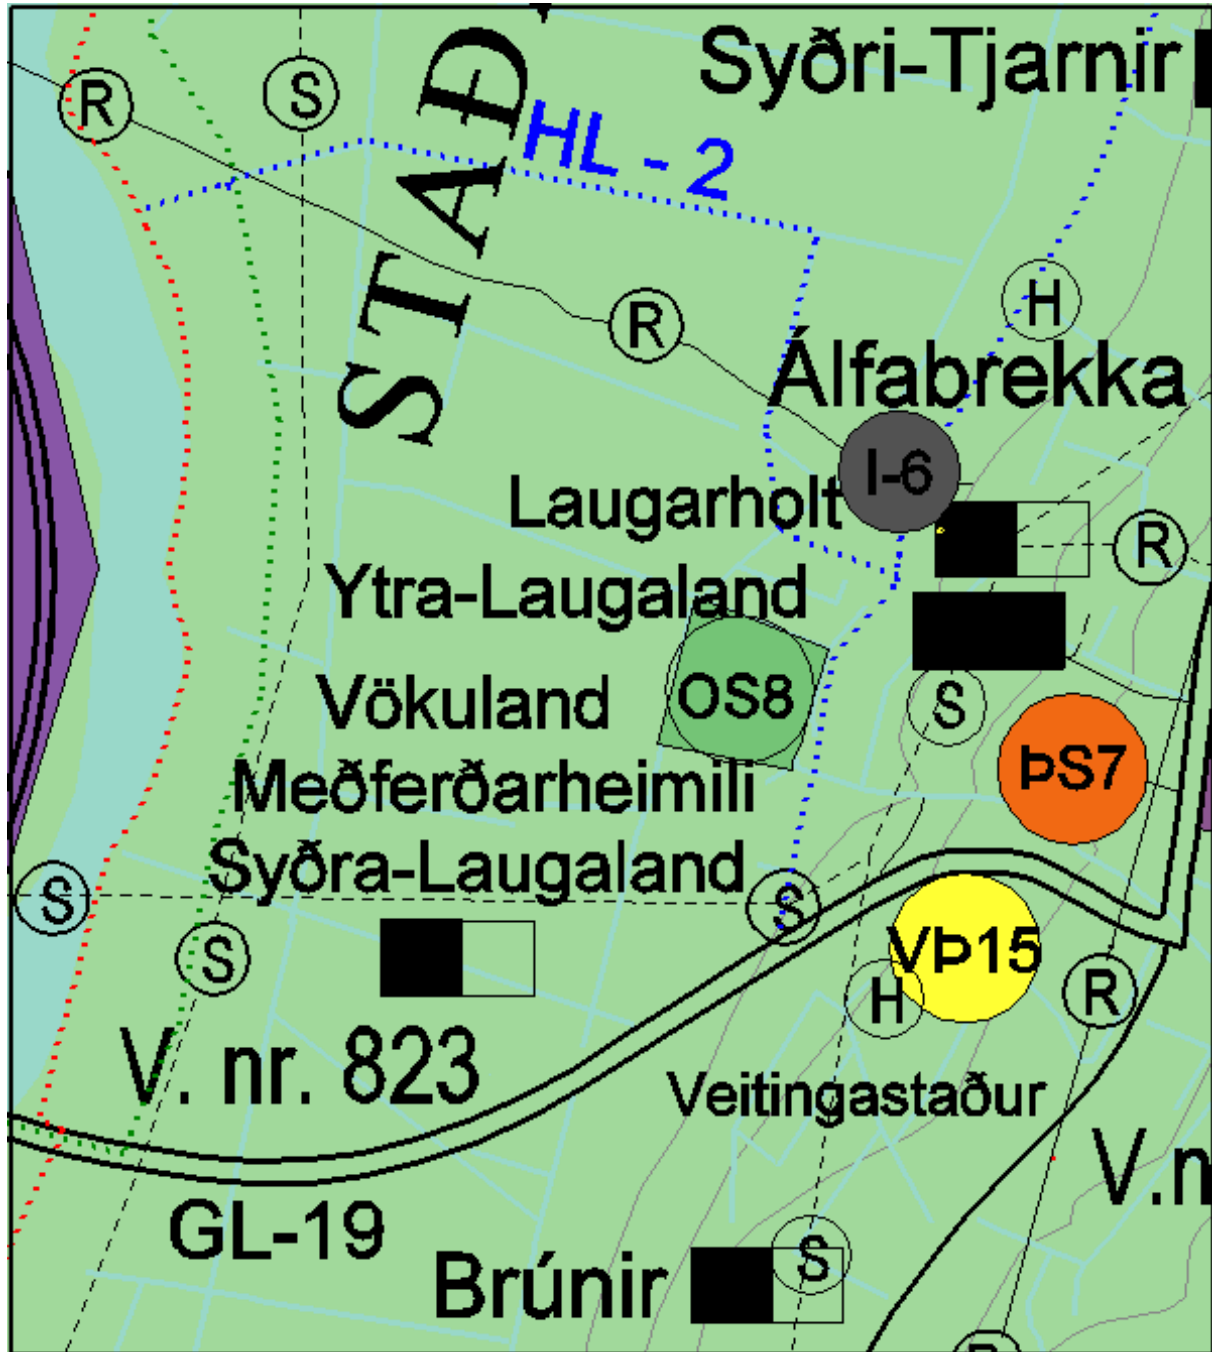 Syðri-Tjarnir
STAÐ
HL - 2
R
S
R
H
Álfabrekka
I-6
Laugarholt
R
Ytra-Laugaland
OS8
S
Vökuland
ÞS7
Meðferðarheimili
Syðra-Laugaland
S
S
S
VÞ15
H
R
V. nr. 823
Veitingastaður
V.n
GL-19
Brúnir
S
R